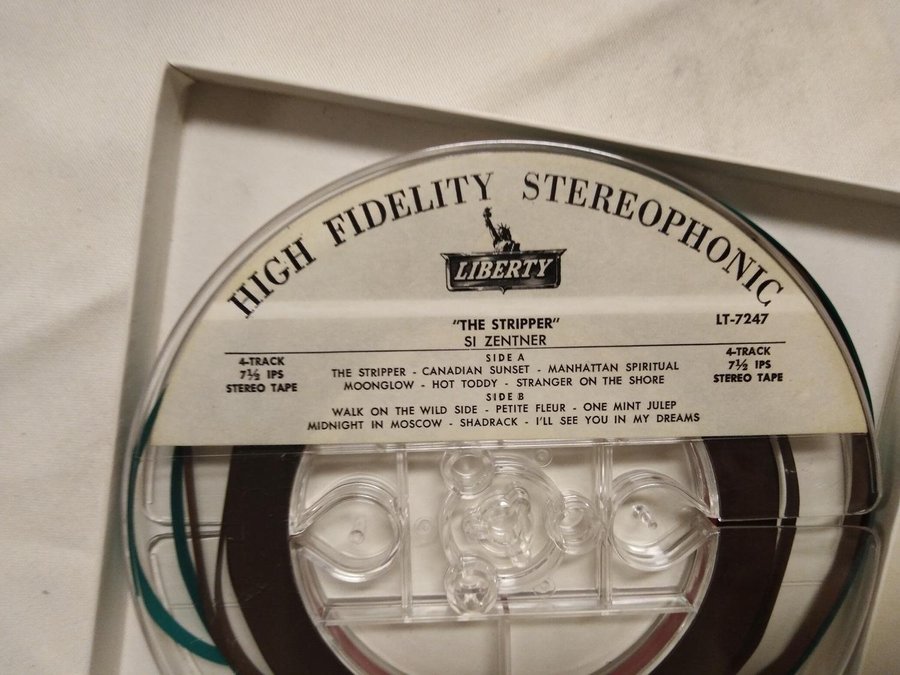 HIGH FIDELITY STEREOPHONIC
LIBERTY
LT-7247
"THE STRIPPER"
SI ZENTNER
4-TRACK
7½ IPS
STEREO TAPE
SIDE A
THE STRIPPER - CANADIAN SUNSET - MANHATTAN SPIRITUAL
MOONGLOW - HOT TODDY - STRANGER ON THE SHORE
4-TRACK
7½ IPS
STEREO TAPE
SIDE B
WALK ON THE WILD SIDE - PETITE FLEUR - ONE MINT JULEP
MIDNIGHT IN MOSCOW - SHADRACK - I'LL SEE YOU IN MY DREAMS